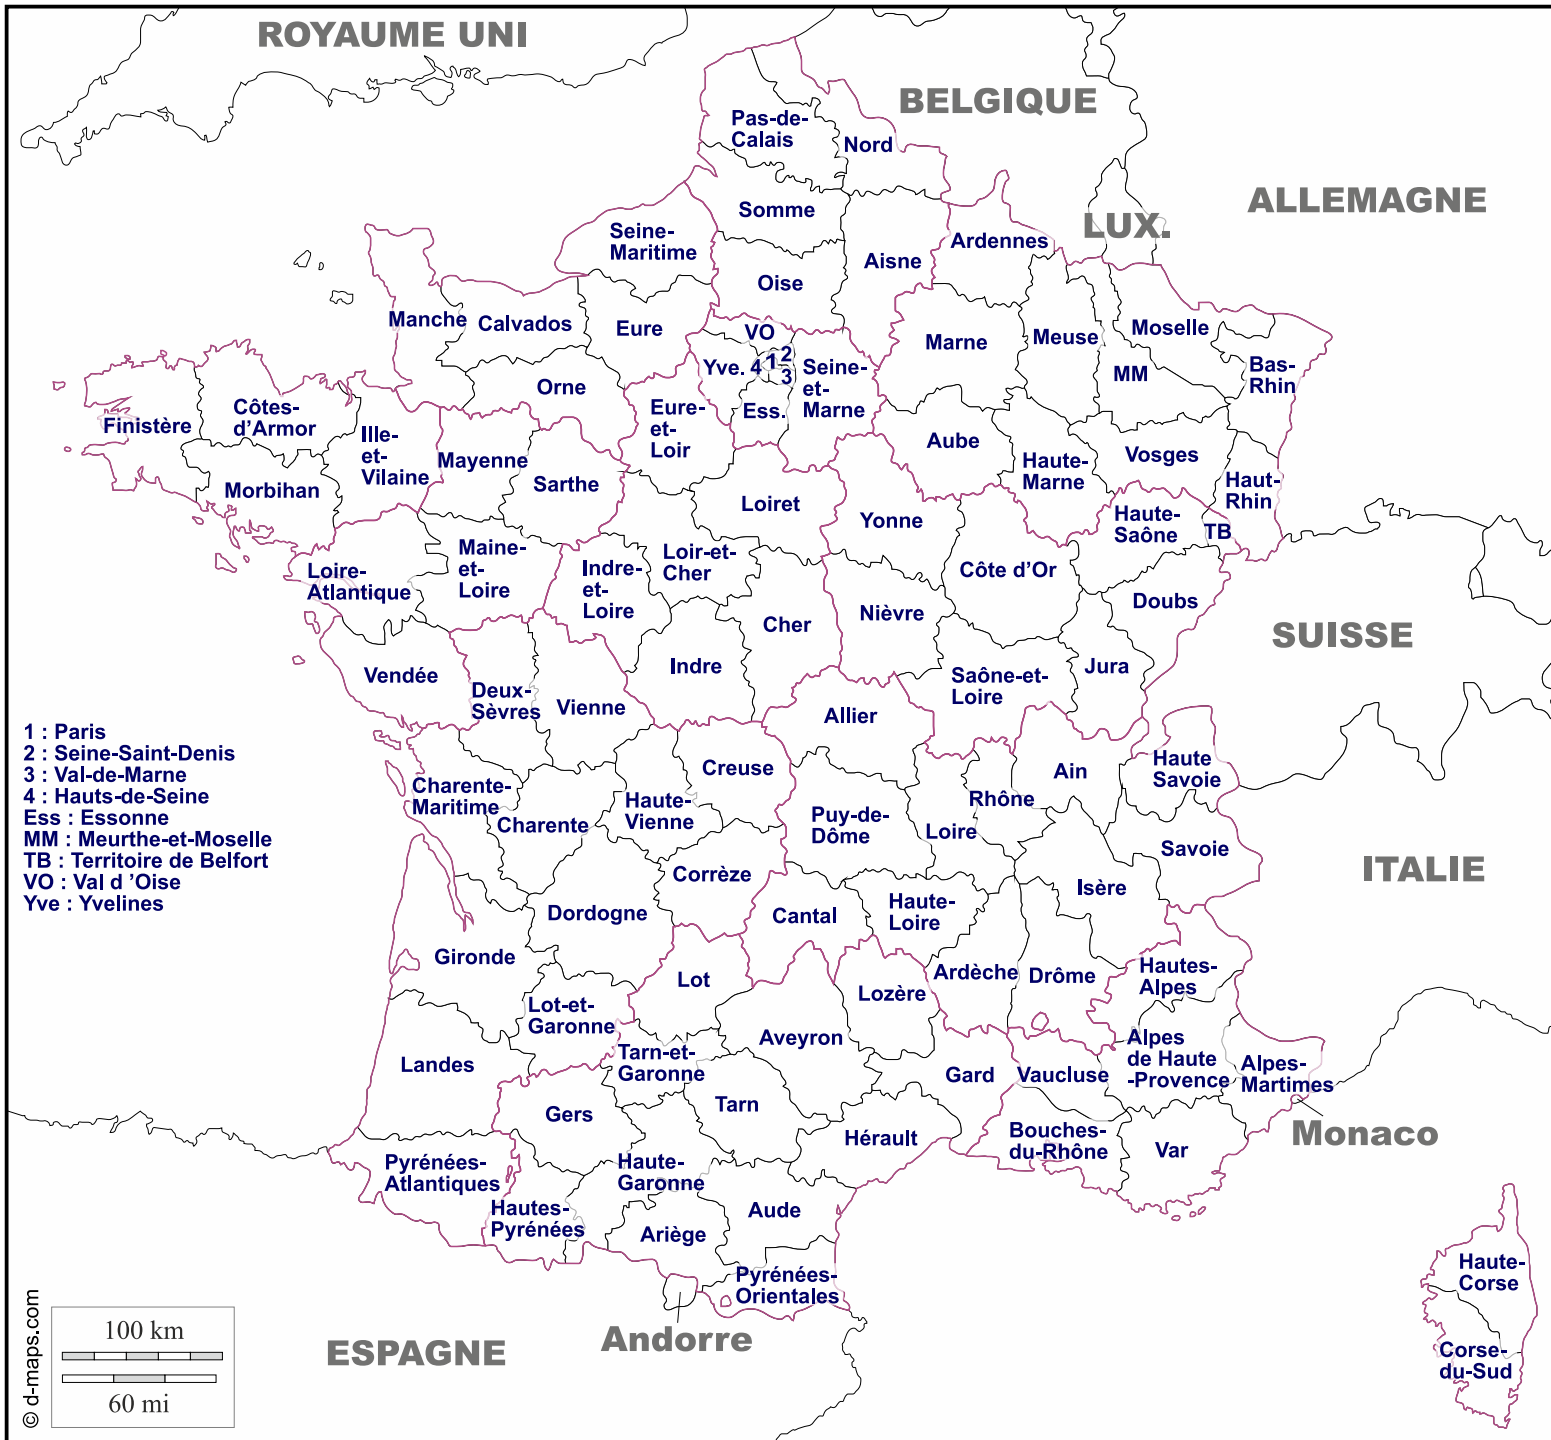 ROYAUME UNI
BELGIQUE
ALLEMAGNE
LUX.
SUISSE
ITALIE
Monaco
ESPAGNE
Andorre
Pas-de-
Calais
Nord
Somme
Seine-
Maritime
Oise
Aisne
Ardennes
Manche
Calvados
Eure
VO
Yve.
4
1
2
3
Seine-
et-
Marne
Ess.
Marne
Meuse
Moselle
MM
Bas-
Rhin
Orne
Eure-
et-
Loir
Finistère
Côtes-
d'Armor
Ille-
et-
Vilaine
Morbihan
Mayenne
Sarthe
Aube
Haute-
Marne
Vosges
Haut-
Rhin
Loiret
Yonne
Haute-
Saône
TB
Loire-
Atlantique
Maine-
et-
Loire
Indre-
et-
Loire
Loir-et-
Cher
Cher
Nièvre
Côte d'Or
Doubs
Vendée
Deux-
Sèvres
Vienne
Indre
Saône-et-
Loire
Jura
Allier
1 : Paris
2 : Seine-Saint-Denis
3 : Val-de-Marne
4 : Hauts-de-Seine
Ess : Essonne
MM : Meurthe-et-Moselle
TB : Territoire de Belfort
VO : Val d 'Oise
Yve : Yvelines
Charente-
Maritime
Charente
Haute-
Vienne
Creuse
Puy-de-
Dôme
Loire
Rhône
Ain
Haute
Savoie
Savoie
Isère
Corrèze
Dordogne
Cantal
Haute-
Loire
Gironde
Lot-et-
Garonne
Lot
Lozère
Ardèche
Drôme
Hautes-
Alpes
Landes
Tarn-et-
Garonne
Aveyron
Gard
Vaucluse
Alpes
de Haute
-Provence
Alpes-
Martimes
Gers
Tarn
Hérault
Bouches-
du-Rhône
Var
Pyrénées-
Atlantiques
Hautes-
Pyrénées
Haute-
Garonne
Ariège
Aude
Pyrénées-
Orientales
Haute-
Corse
Corse-
du-Sud
© d-maps.com
100 km
60 mi